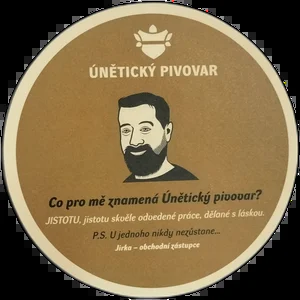 ÚNĚTICKÝ PIVOVAR
Co pro mě znamená Únětický pivovar?
JISTOTU, jistotu skvěle odvedené práce, dělané s láskou.
P.S. U jednoho nikdy nezůstane...
Jirka – obchodní zástupce